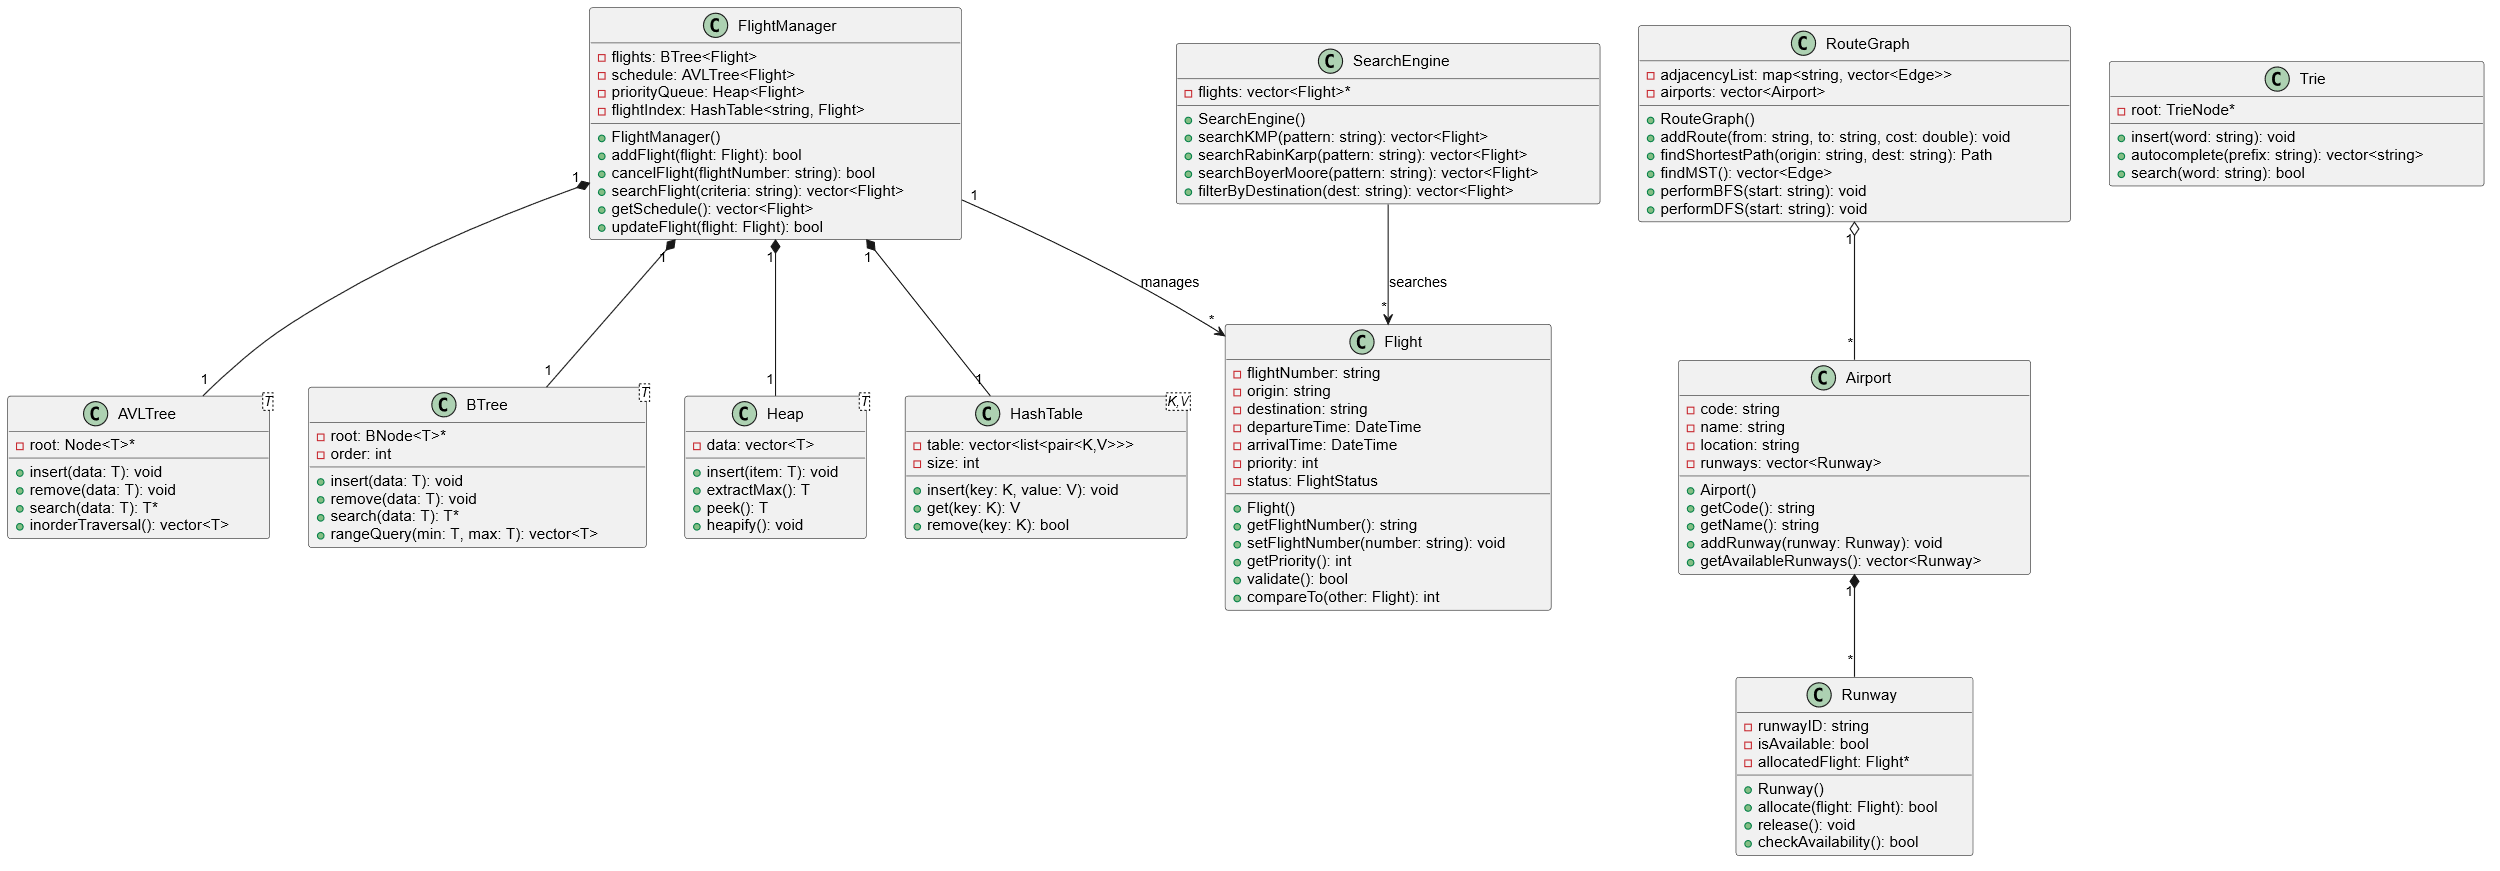 C FlightManager
flights: BTree<Flight>
schedule: AVLTree<Flight>
priorityQueue: Heap<Flight>
flightIndex: HashTable<string, Flight>
FlightManager()
addFlight(flight: Flight): bool
cancelFlight(flightNumber: string): bool
searchFlight(criteria: string): vector<Flight>
getSchedule(): vector<Flight>
updateFlight(flight: Flight): bool
C SearchEngine
flights: vector<Flight>*
SearchEngine()
searchKMP(pattern: string): vector<Flight>
searchRabinKarp(pattern: string): vector<Flight>
searchBoyerMoore(pattern: string): vector<Flight>
filterByDestination(dest: string): vector<Flight>
C RouteGraph
adjacencyList: map<string, vector<Edge>>
airports: vector<Airport>
RouteGraph()
addRoute(from: string, to: string, cost: double): void
findShortestPath(origin: string, dest: string): Path
findMST(): vector<Edge>
performBFS(start: string): void
performDFS(start: string): void
C Trie
root: TrieNode*
insert(word: string): void
autocomplete(prefix: string): vector<string>
search(word: string): bool
1
1
1
1
1
1
manages
searches
*
*
*
1
1
1
1
1
C AVLTree
T
root: Node<T>*
insert(data: T): void
remove(data: T): void
search(data: T): T*
inorderTraversal(): vector<T>
C BTree
T
root: BNode<T>*
order: int
insert(data: T): void
remove(data: T): void
search(data: T): T*
rangeQuery(min: T, max: T): vector<T>
C Heap
T
data: vector<T>
insert(item: T): void
extractMax(): T
peek(): T
heapify(): void
C HashTable
K,V
table: vector<list<pair<K,V>>>
size: int
insert(key: K, value: V): void
get(key: K): V
remove(key: K): bool
C Flight
flightNumber: string
origin: string
destination: string
departureTime: DateTime
arrivalTime: DateTime
priority: int
status: FlightStatus
Flight()
getFlightNumber(): string
setFlightNumber(number: string): void
getPriority(): int
validate(): bool
compareTo(other: Flight): int
C Airport
code: string
name: string
location: string
runways: vector<Runway>
Airport()
getCode(): string
getName(): string
addRunway(runway: Runway): void
getAvailableRunways(): vector<Runway>
*
C Runway
runwayID: string
isAvailable: bool
allocatedFlight: Flight*
Runway()
allocate(flight: Flight): bool
release(): void
checkAvailability(): bool